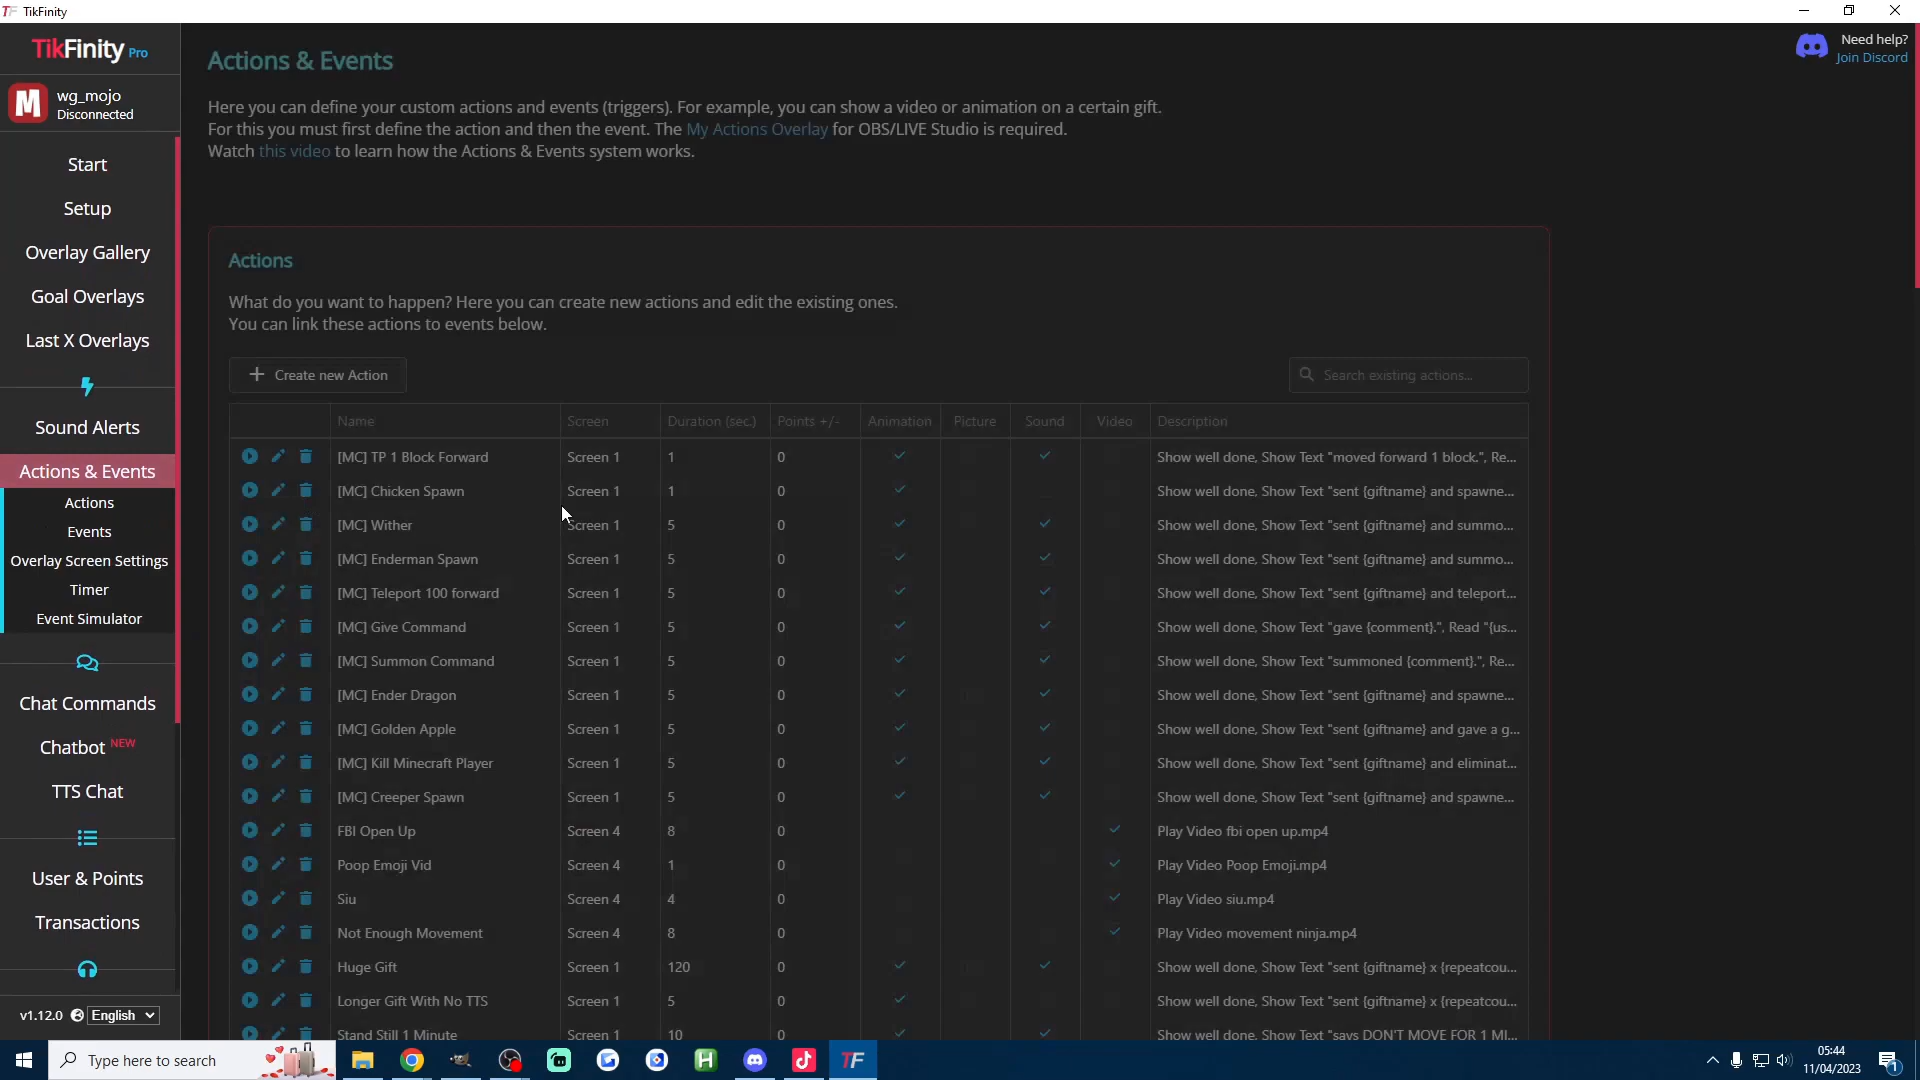 TikFinity
TikFinity Pro
wg_mojo
Disconnected
Start
Setup
Overlay Gallery
Goal Overlays
Last X Overlays
Sound Alerts
Actions & Events
Actions
Events
Overlay Screen Settings
Timer
Event Simulator
Chat Commands
Chatbot NEW
TTS Chat
User & Points
Transactions
v1.12.0 English
Need help?
Join Discord
Actions & Events
Here you can define your custom actions and events (triggers). For example, you can show a video or animation on a certain gift.
For this you must first define the action and then the event. The My Actions Overlay for OBS/LIVE Studio is required.
Watch this video to learn how the Actions & Events system works.
Actions
What do you want to happen? Here you can create new actions and edit the existing ones.
You can link these actions to events below.
Create new Action
Search existing actions...
Name Screen Duration (sec.) Points +/- Animation Picture Sound Video Description
[MC] TP 1 Block Forward Screen 1 1 0 Show well done, Show Text "moved forward 1 block.", Re...
[MC] Chicken Spawn Screen 1 1 0 Show well done, Show Text "sent {giftname} and spawne...
[MC] Wither Screen 1 5 0 Show well done, Show Text "sent {giftname} and summo...
[MC] Enderman Spawn Screen 1 5 0 Show well done, Show Text "sent {giftname} and summo...
[MC] Teleport 100 forward Screen 1 5 0 Show well done, Show Text "sent {giftname} and teleport...
[MC] Give Command Screen 1 5 0 Show well done, Show Text "gave {comment}.", Read "{us...
[MC] Summon Command Screen 1 5 0 Show well done, Show Text "summoned {comment}.", Re...
[MC] Ender Dragon Screen 1 5 0 Show well done, Show Text "sent {giftname} and spawne...
[MC] Golden Apple Screen 1 5 0 Show well done, Show Text "sent {giftname} and gave a g...
[MC] Kill Minecraft Player Screen 1 5 0 Show well done, Show Text "sent {giftname} and eliminat...
[MC] Creeper Spawn Screen 1 5 0 Show well done, Show Text "sent {giftname} and spawne...
FBI Open Up Screen 4 8 0 Play Video fbi open up.mp4
Poop Emoji Vid Screen 4 1 0 Play Video Poop Emoji.mp4
Siu Screen 4 4 0 Play Video siu.mp4
Not Enough Movement Screen 4 8 0 Play Video movement ninja.mp4
Huge Gift Screen 1 120 0 Show well done, Show Text "sent {giftname} x {repeatcou...
Longer Gift With No TTS Screen 1 5 0 Show well done, Show Text "sent {giftname} x {repeatcou...
Stand Still 1 Minute Screen 1 10 0 Show well done, Show Text "says DON'T MOVE FOR 1 MI...
Type here to search
05:44
11/04/2023
1